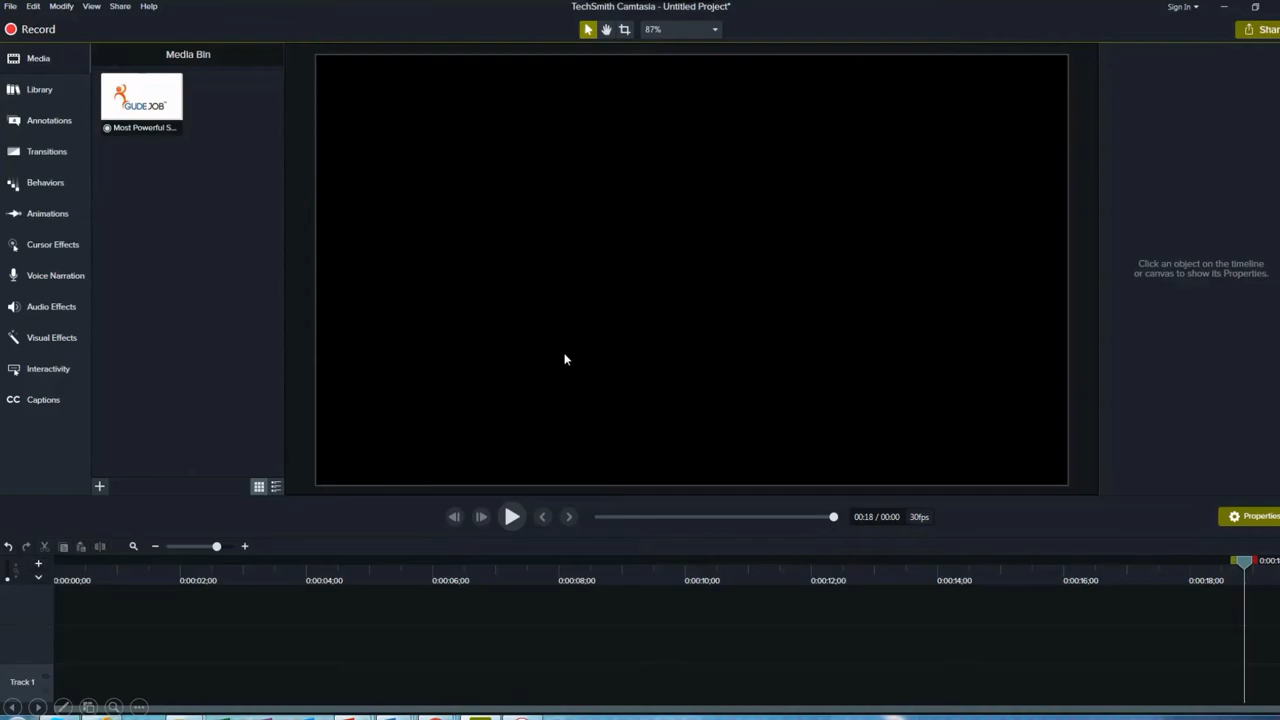 File Edit Modify View Share Help
TechSmith Camtasia - Untitled Project*
Sign In
Record
87%
Shar
Media
Library
Annotations
Transitions
Behaviors
Animations
Cursor Effects
Voice Narration
Audio Effects
Visual Effects
Interactivity
CC Captions
Media Bin
GUDE JOB™
Most Powerful S...
Click an object on the timeline
or canvas to show its Properties.
00:18 / 00:00 30fps
Properties
0:00:1
0:00:00;00 0:00:02;00 0:00:04;00 0:00:06;00 0:00:08;00 0:00:10;00 0:00:12;00 0:00:14;00 0:00:16;00 0:00:18;00
Track 1